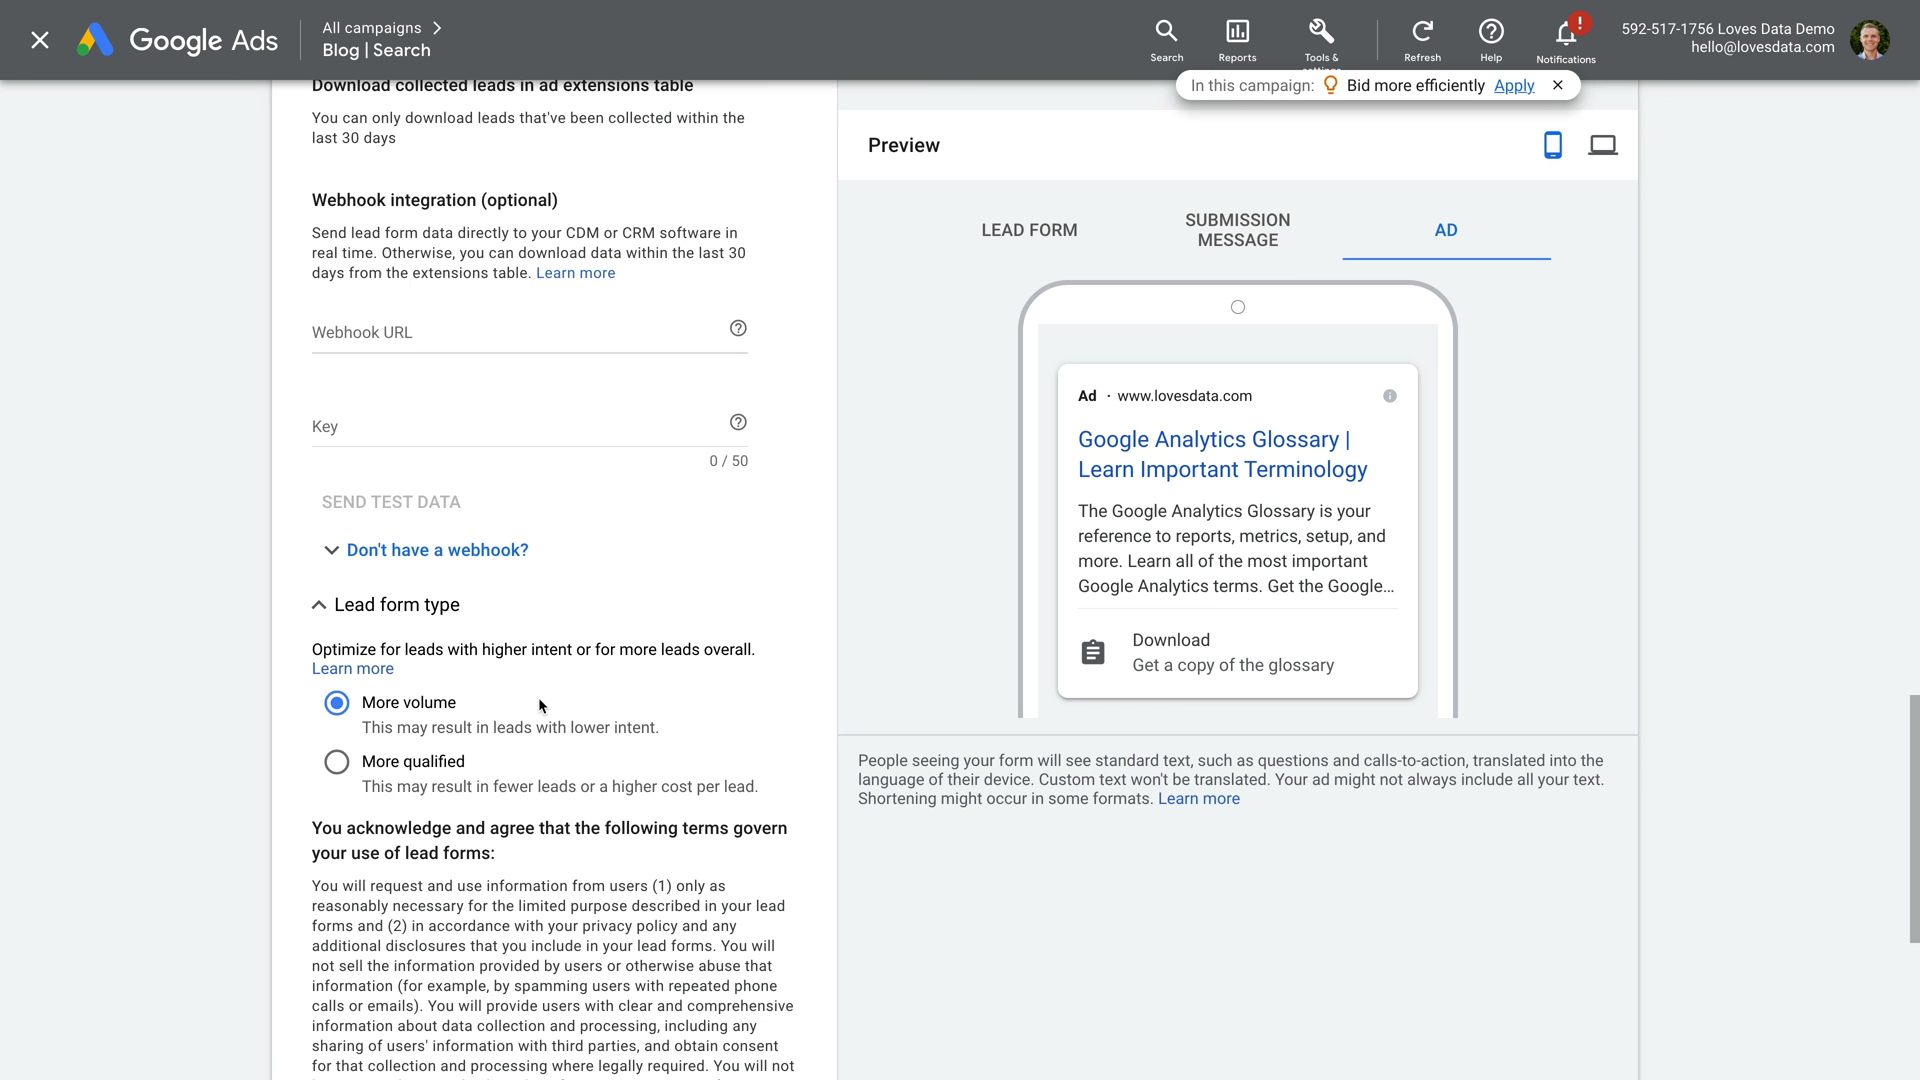 Google Ads
All campaigns
Blog | Search
Search
Reports
Tools &
Refresh
Help
!
Notifications
592-517-1756 Loves Data Demo
hello@lovesdata.com
In this campaign: Bid more efficiently Apply
Download collected leads in ad extensions table
You can only download leads that've been collected within the
last 30 days
Webhook integration (optional)
Send lead form data directly to your CDM or CRM software in
real time. Otherwise, you can download data within the last 30
days from the extensions table. Learn more
Webhook URL
Key
0 / 50
SEND TEST DATA
Don't have a webhook?
Lead form type
Optimize for leads with higher intent or for more leads overall.
Learn more
More volume
This may result in leads with lower intent.
More qualified
This may result in fewer leads or a higher cost per lead.
You acknowledge and agree that the following terms govern
your use of lead forms:
You will request and use information from users (1) only as
reasonably necessary for the limited purpose described in your lead
forms and (2) in accordance with your privacy policy and any
additional disclosures that you include in your lead forms. You will
not sell the information provided by users or otherwise abuse that
information (for example, by spamming users with repeated phone
calls or emails). You will provide users with clear and comprehensive
information about data collection and processing, including any
sharing of users' information with third parties, and obtain consent
for that collection and processing where legally required. You will not
Preview
LEAD FORM
SUBMISSION
MESSAGE
AD
Ad · www.lovesdata.com
Google Analytics Glossary |
Learn Important Terminology
The Google Analytics Glossary is your
reference to reports, metrics, setup, and
more. Learn all of the most important
Google Analytics terms. Get the Google...
Download
Get a copy of the glossary
People seeing your form will see standard text, such as questions and calls-to-action, translated into the
language of their device. Custom text won't be translated. Your ad might not always include all your text.
Shortening might occur in some formats. Learn more